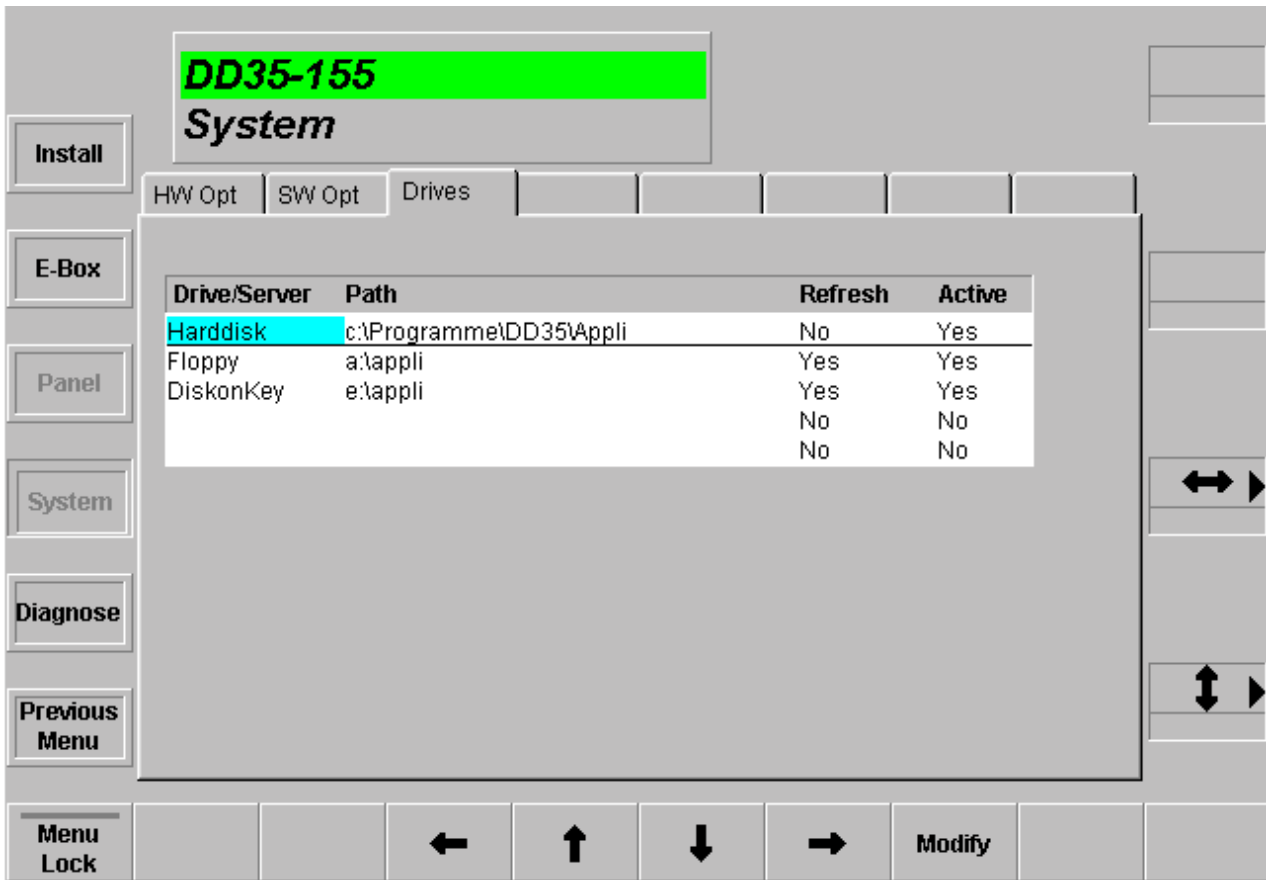 DD35-155
System
Install
HW Opt SW Opt Drives
E-Box
Drive/Server Path Refresh Active
Harddisk c:\Programme\DD35\Appli No Yes
Floppy a:\appli Yes Yes
Panel
DiskonKey e:\appli Yes Yes
No No
No No
System
Diagnose
Previous
Menu
Menu
Lock
Modify